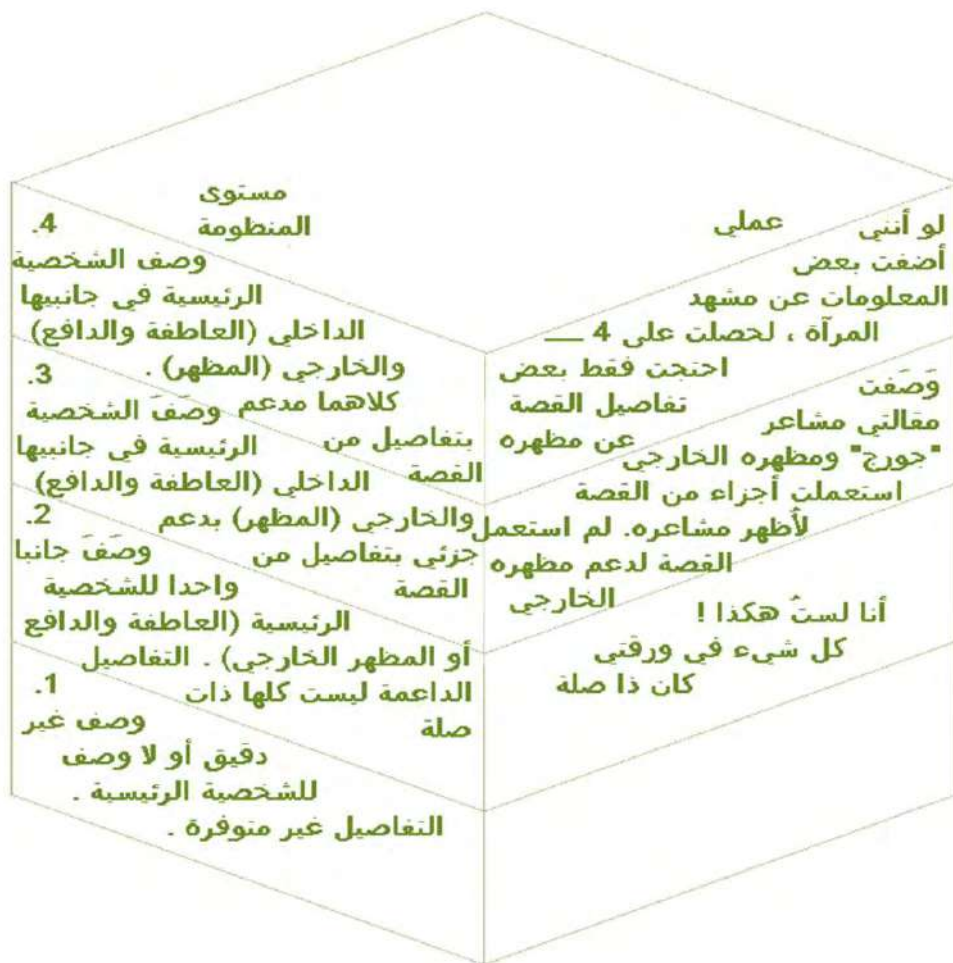 مستوى
المنظومة
4.
وصف الشخصية
الرئيسية في جانبيها
الداخلي (العاطفة والدافع)
والخارجي (المظهر) .
كلاهما مدعم
بتفاصيل من
القصة
3.
وصَفَ الشخصية
الرئيسية في جانبيها
الداخلي (العاطفة والدافع)
والخارجي (المظهر) بدعم
جزئي بتفاصيل من
القصة
2.
وصَفَ جانبا
واحدا للشخصية
الرئيسية (العاطفة والدافع
أو المظهر الخارجي) . التفاصيل
الداعمة ليست كلها ذات
صلة
1.
وصف غير
دقيق أو لا وصف
للشخصية الرئيسية .
التفاصيل غير متوفرة .
عملي
لو أنني
أضفت بعض
المعلومات عن مشهد
المرآة ، لحصلت على 4 __
احتجت فقط بعض
تفاصيل القصة
عن مظهره
وَصَفت
مقالتي مشاعر
"جورج" ومظهره الخارجي
استعملت أجزاء من القصة
لأظهر مشاعره. لم استعمل
القصة لدعم مظهره
الخارجي
أنا لستُ هكذا !
كل شيء في ورقتي
كان ذا صلة